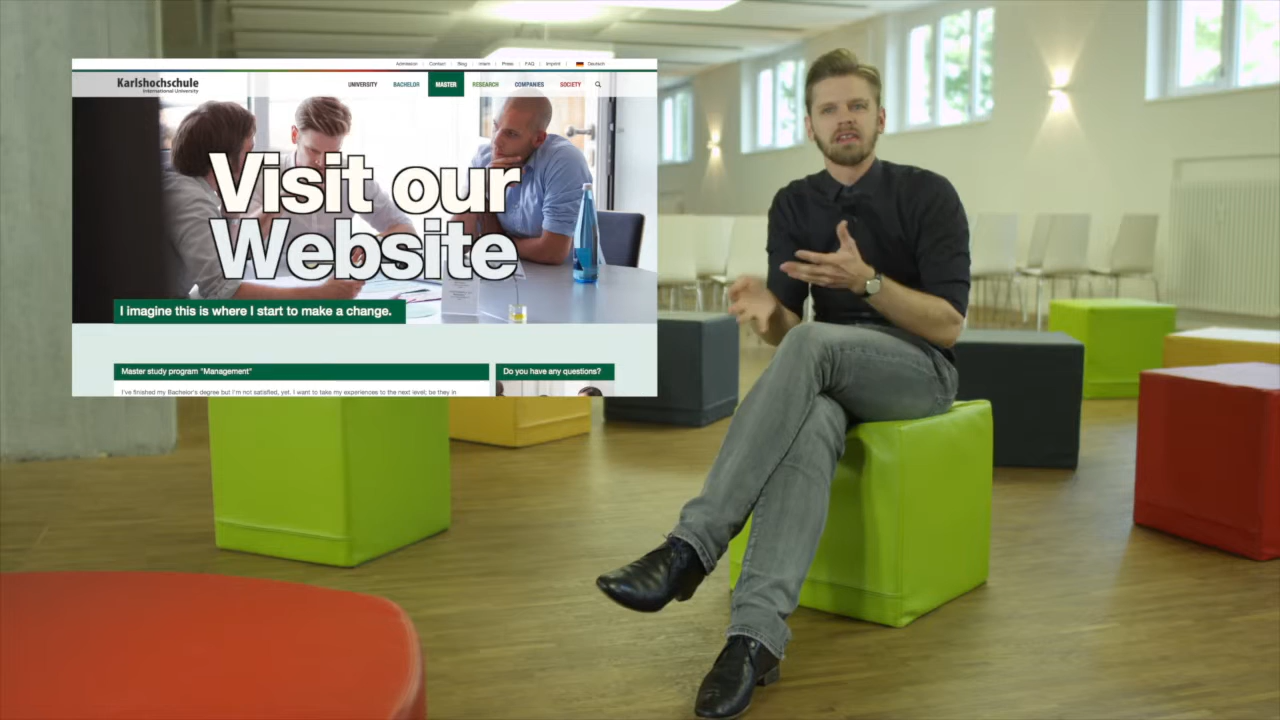 Admission | Contact | Blog | Intern | Press | FAQ | Imprint | Deutsch
Karlshochschule
International University
UNIVERSITY BACHELOR MASTER RESEARCH COMPANIES SOCIETY
Visit our
Website
I imagine this is where I start to make a change.
Master study program "Management"
Do you have any questions?
I've finished my Bachelor's degree but I'm not satisfied, yet. I want to take my experiences to the next level; be they in